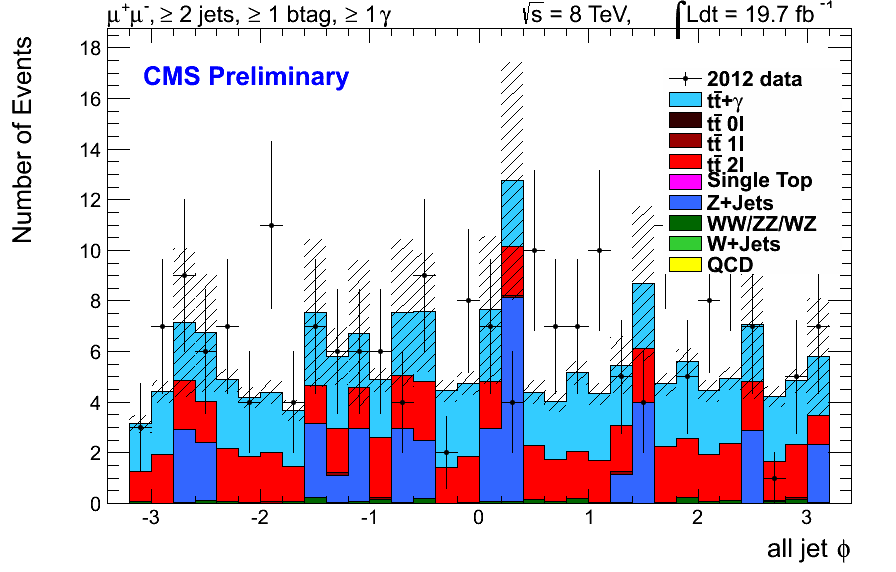 μ⁺μ⁻, ≥ 2 jets, ≥ 1 btag, ≥ 1 γ √s = 8 TeV, ∫Ldt = 19.7 fb⁻¹
CMS Preliminary
Number of Events
18
16
14
12
10
8
6
4
2
0
2012 data
tt̄+γ
tt̄ 0l
tt̄ 1l
tt̄ 2l
Single Top
Z+Jets
WW/ZZ/WZ
W+Jets
QCD
-3 -2 -1 0 1 2 3
all jet ϕ